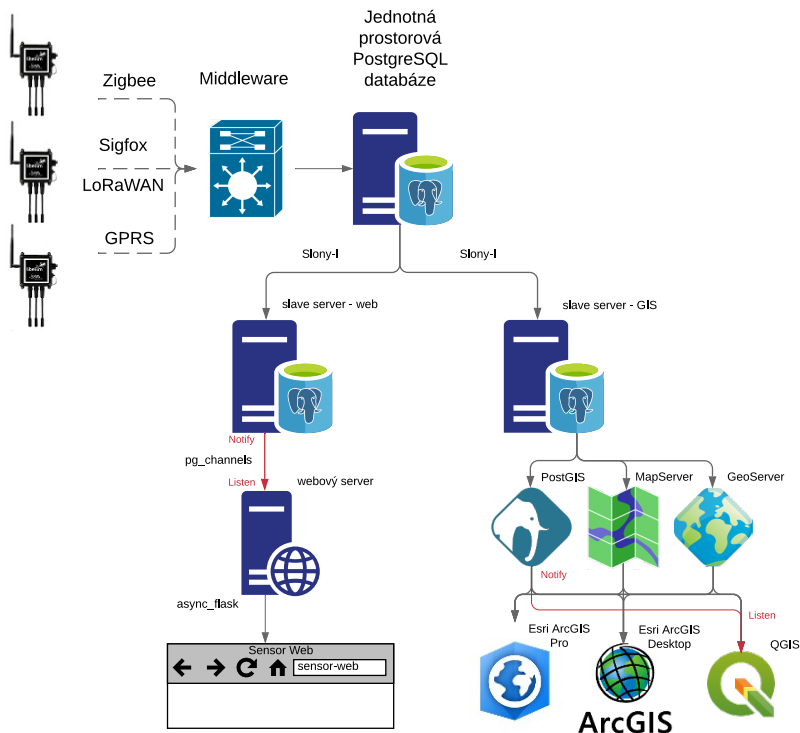 Jednotná
prostorová
PostgreSQL
databáze
Middleware
Zigbee
Sigfox
LoRaWAN
GPRS
Slony-I
Slony-I
slave server - web
slave server - GIS
Notify
pg_channels
Listen
webový server
PostGIS
MapServer
GeoServer
Notify
async_flask
Listen
Sensor Web
sensor-web
Esri ArcGIS
Pro
Esri ArcGIS
Desktop
QGIS
ArcGIS